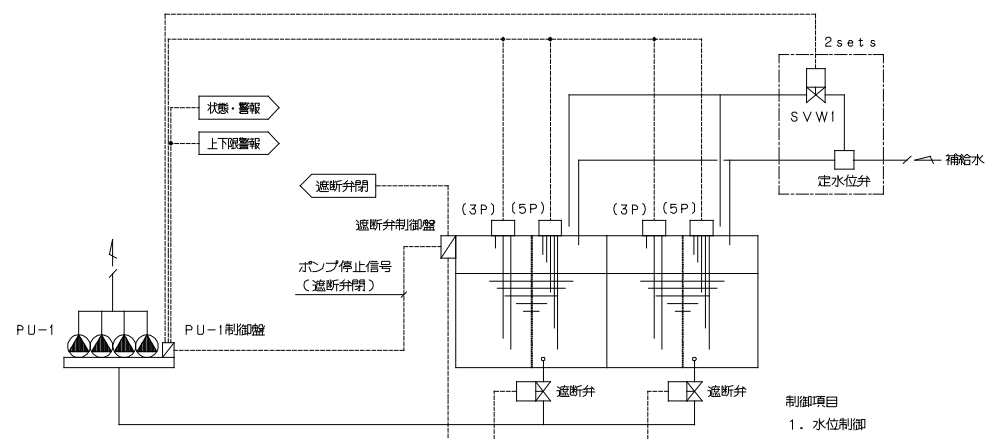 2sets
状態・警報
SVW1
上下限警報
補給水
定水位弁
遮断弁閉
(3P) (5P)
(3P) (5P)
遮断弁制御盤
ポンプ停止信号
(遮断弁閉)
PU-1
PU-1制御盤
遮断弁
遮断弁
制御項目
1. 水位制御